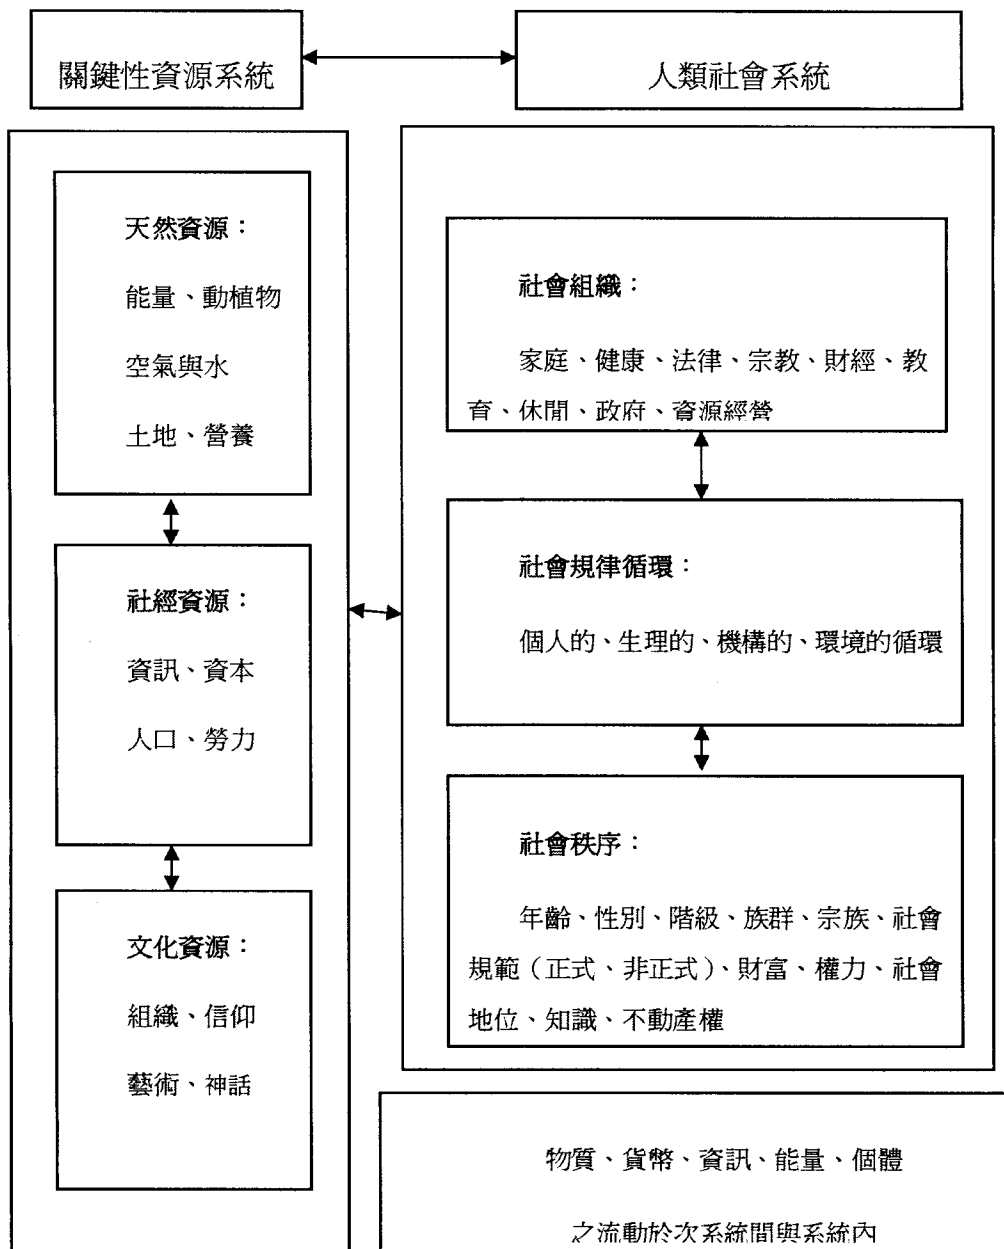 關鍵性資源系統
人類社會系統
天然資源：
能量、動植物
空氣與水
土地、營養
社經資源：
資訊、資本
人口、勞力
文化資源：
組織、信仰
藝術、神話
社會組織：
家庭、健康、法律、宗教、財經、教
育、休閒、政府、資源經營
社會規律循環：
個人的、生理的、機構的、環境的循環
社會秩序：
年齡、性別、階級、族群、宗族、社會
規範（正式、非正式）、財富、權力、社會
地位、知識、不動產權
物質、貨幣、資訊、能量、個體
之流動於次系統間與系統內